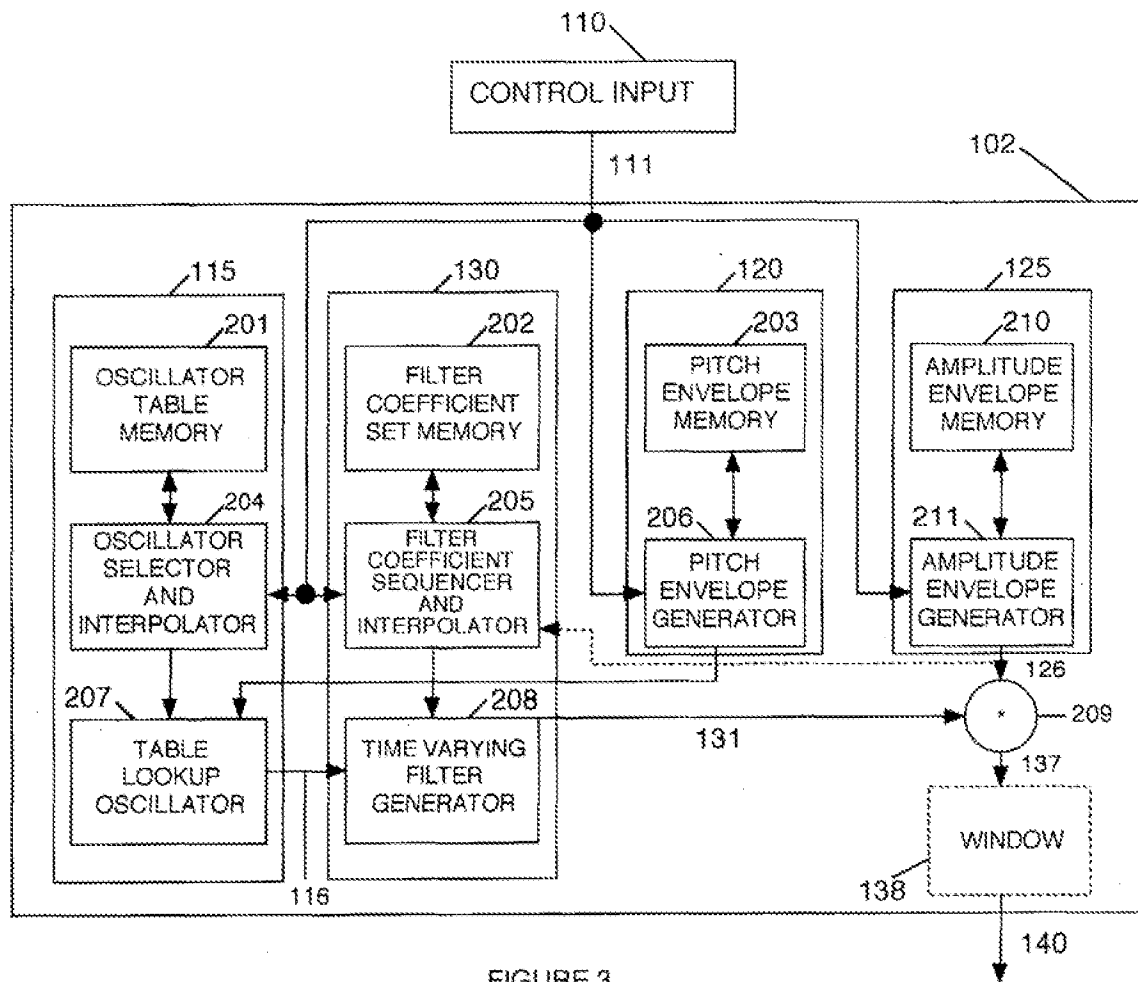 110
CONTROL INPUT
111
102
115
130
120
125
201
202
203
210
OSCILLATOR
TABLE
MEMORY
FILTER
COEFFICIENT
SET MEMORY
PITCH
ENVELOPE
MEMORY
AMPLITUDE
ENVELOPE
MEMORY
204
205
206
211
OSCILLATOR
SELECTOR
AND
INTERPOLATOR
FILTER
COEFFICIENT
SEQUENCER
AND
INTERPOLATOR
PITCH
ENVELOPE
GENERATOR
AMPLITUDE
ENVELOPE
GENERATOR
126
207
208
*
209
131
TABLE
LOOKUP
OSCILLATOR
TIME VARYING
FILTER
GENERATOR
137
WINDOW
116
138
140
FIGURE 3